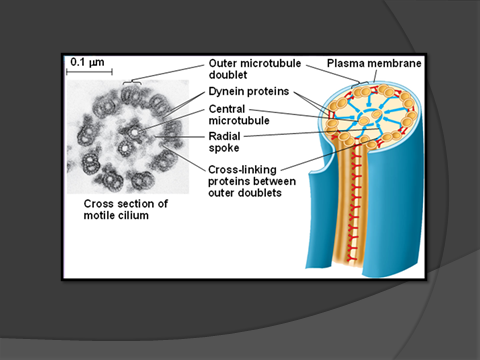 0.1 µm
Outer microtubule
doublet
Plasma membrane
Dynein proteins
Central
microtubule
Radial
spoke
Cross-linking
proteins between
outer doublets
Cross section of
motile cilium